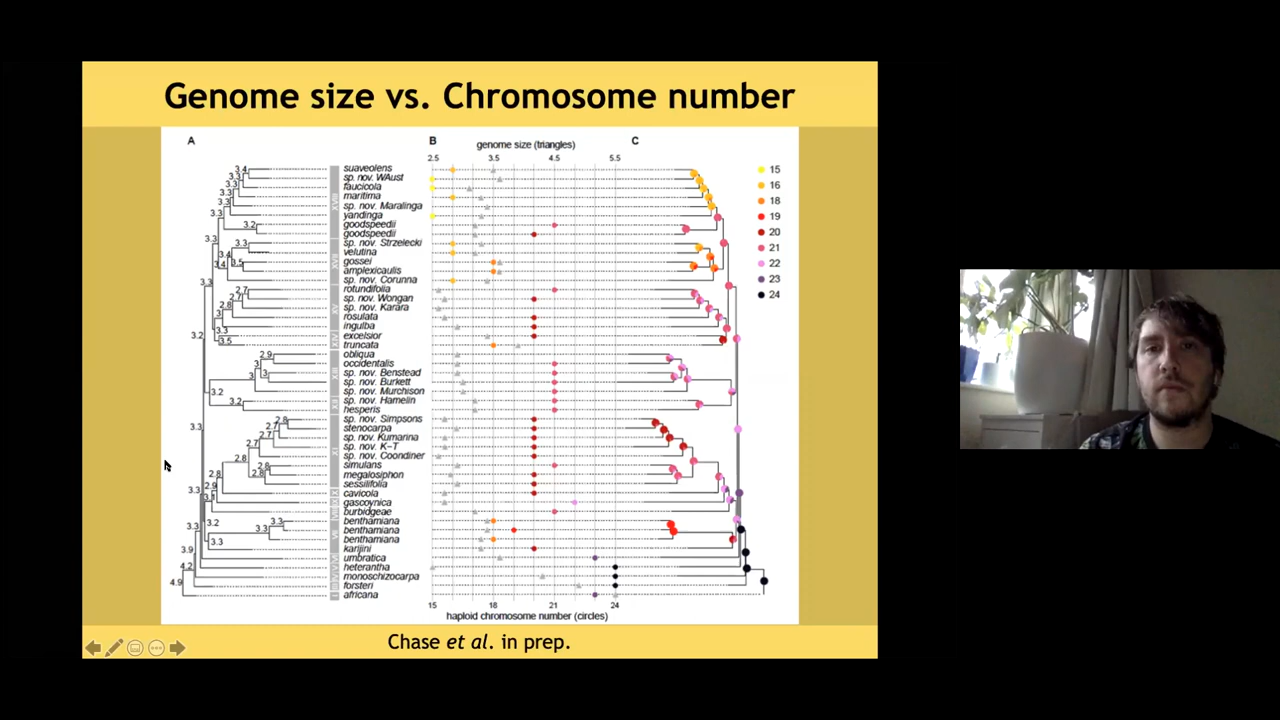 Genome size vs. Chromosome number
A
B
genome size (triangles)
C
2.5 3.5 4.5 5.5
suaveolens
sp. nov. WAust
faucicola
maritima
sp. nov. Maralinga
yandinga
goodspeedii
goodspeedii
sp. nov. Strzelecki
velutina
gossei
amplexicaulis
sp. nov. Corunna
rotundifolia
sp. nov. Wongan
sp. nov. Karara
rosulata
ingulba
excelsior
truncata
obliqua
occidentalis
sp. nov. Benstead
sp. nov. Burkett
sp. nov. Murchison
sp. nov. Hamelin
hesperis
sp. nov. Simpsons
stenocarpa
sp. nov. Kumarina
sp. nov. K-T
sp. nov. Coondiner
simulans
megalosiphon
sessilifolia
cavicola
gascoynica
burbidgeae
benthamiana
benthamiana
benthamiana
karijini
umbratica
heterantha
monoschizocarpa
forsteri
africana
15 18 21 24
haploid chromosome number (circles)
15
16
18
19
20
21
22
23
24
Chase et al. in prep.